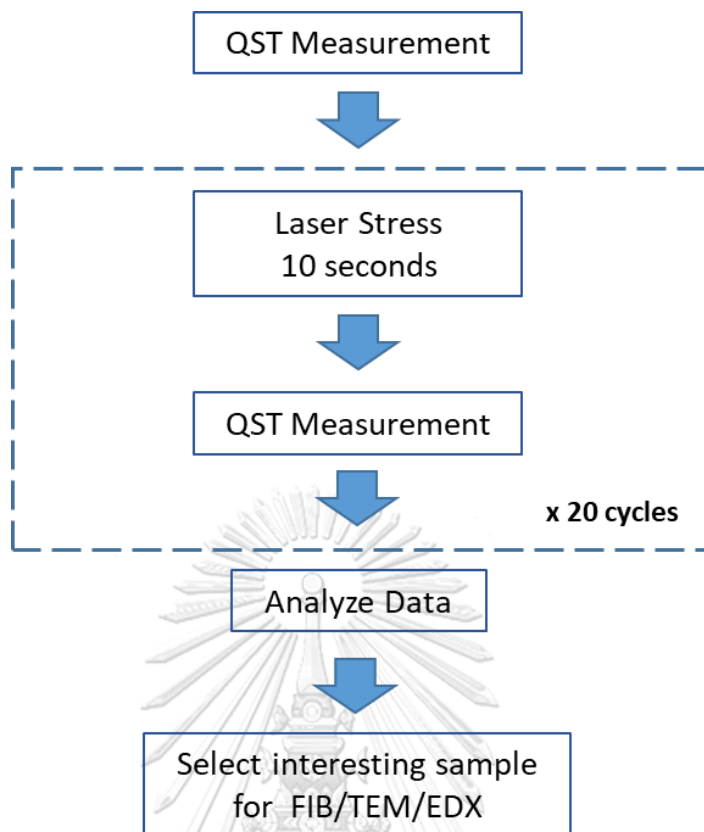 QST Measurement
Laser Stress
10 seconds
QST Measurement
x 20 cycles
Analyze Data
Select interesting sample
for FIB/TEM/EDX